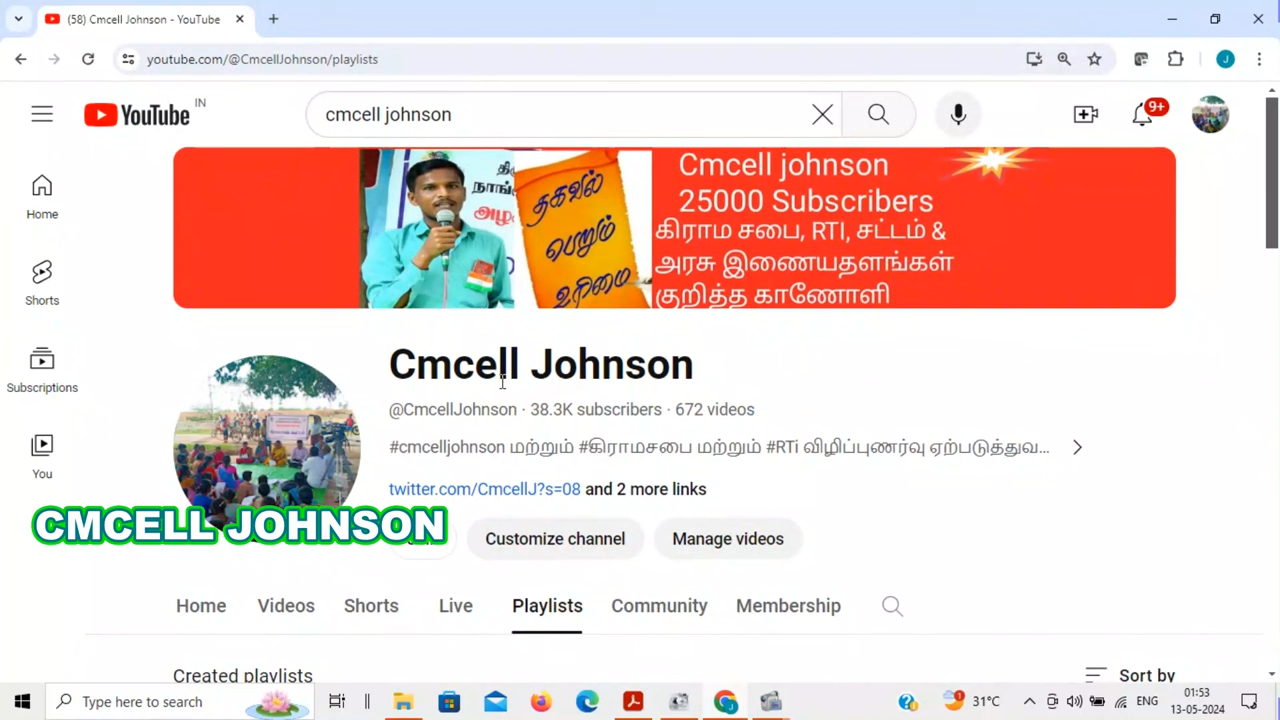 (58) Cmcell Johnson - YouTube
youtube.com/@CmcellJohnson/playlists
YouTube IN
cmcell johnson
9+
Home
Shorts
Subscriptions
You
தகவல்
பெறும்
உரிமை
Cmcell johnson
25000 Subscribers
கிராம சபை, RTI, சட்டம் &
அரசு இணையதளங்கள்
குறித்த காணோளி
Cmcell Johnson
@CmcellJohnson · 38.3K subscribers · 672 videos
#cmcelljohnson மற்றும் #கிராமசபை மற்றும் #RTi விழிப்புணர்வு ஏற்படுத்துவ...
twitter.com/CmcellJ?s=08 and 2 more links
CMCELL JOHNSON
Customize channel
Manage videos
Home Videos Shorts Live Playlists Community Membership
Created playlists
Sort by
Type here to search
1
31°C
ENG
01:53
13-05-2024